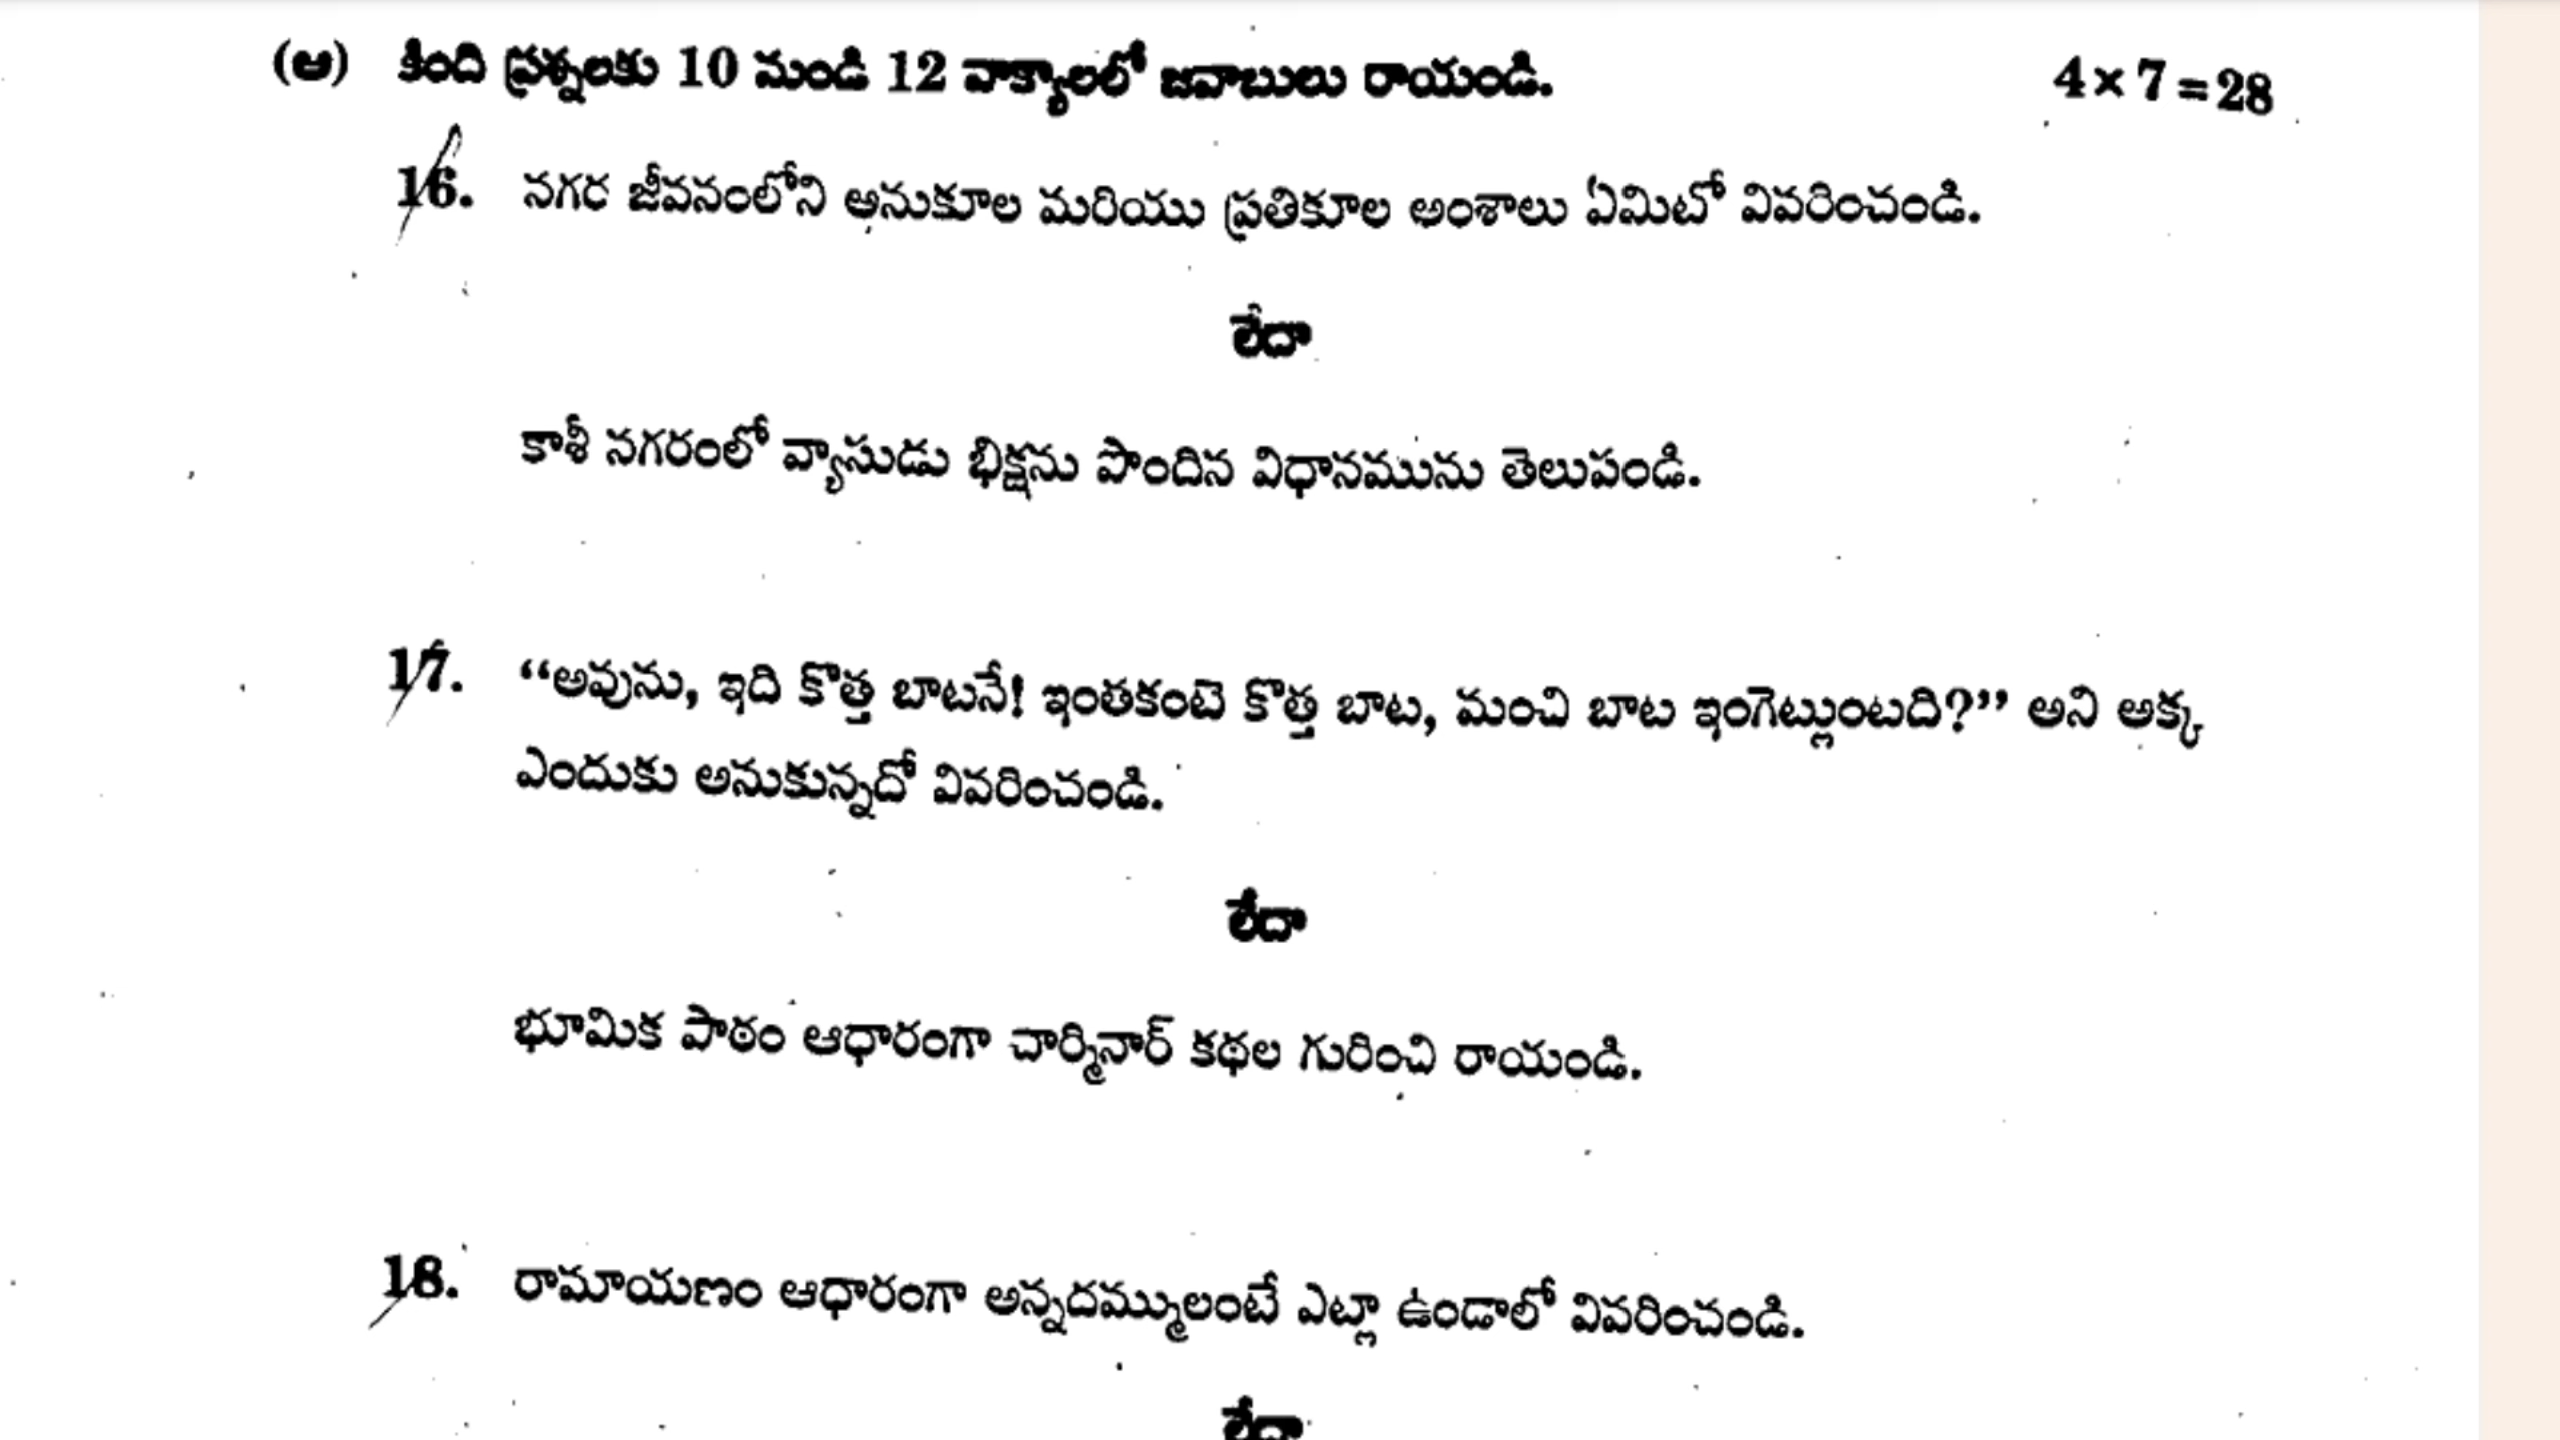 (ఆ) కింది ప్రశ్నలకు 10 నుండి 12 వాక్యాలలో జవాబులు రాయండి. 4 × 7 = 28
16. నగర జీవనంలోని అనుకూల మరియు ప్రతికూల అంశాలు ఏమిటో వివరించండి.
లేదా
కాశీ నగరంలో వ్యాసుడు భిక్షను పొందిన విధానమును తెలుపండి.
17. “అవును, ఇది కొత్త బాటనే! ఇంతకంటె కొత్త బాట, మంచి బాట ఇంగెట్లుంటది?” అని అక్క
ఎందుకు అనుకున్నదో వివరించండి.
లేదా
భూమిక పాఠం ఆధారంగా చార్మినార్ కథల గురించి రాయండి.
18. రామాయణం ఆధారంగా అన్నదమ్ములంటే ఎట్లా ఉండాలో వివరించండి.
లేదా